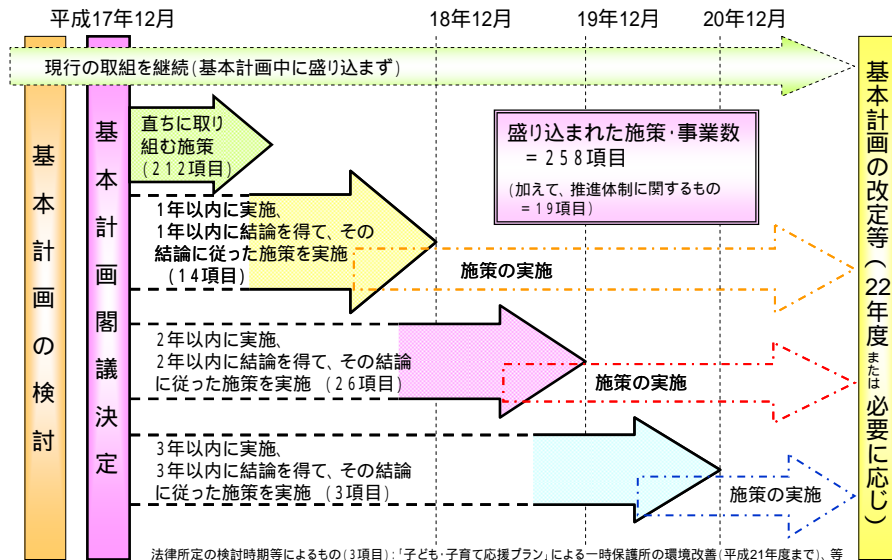 平成17年12月
18年12月
19年12月
20年12月
現行の取組を継続(基本計画中に盛り込まず)
基本計画の検討
基本計画閣議決定
直ちに取り
組む施策
(212項目)
盛り込まれた施策・事業数
=258項目
(加えて、推進体制に関するもの
=19項目)
1年以内に実施、
1年以内に結論を得て、その
結論に従った施策を実施
(14項目)
施策の実施
2年以内に実施、
2年以内に結論を得て、その結論
に従った施策を実施 (26項目)
施策の実施
3年以内に実施、
3年以内に結論を得て、その結論
に従った施策を実施 (3項目)
施策の実施
基本計画の改定等(22年度または必要に応じ)
法律所定の検討時期等によるもの(3項目):「子ども・子育て応援プラン」による一時保護所の環境改善(平成21年度まで)、等